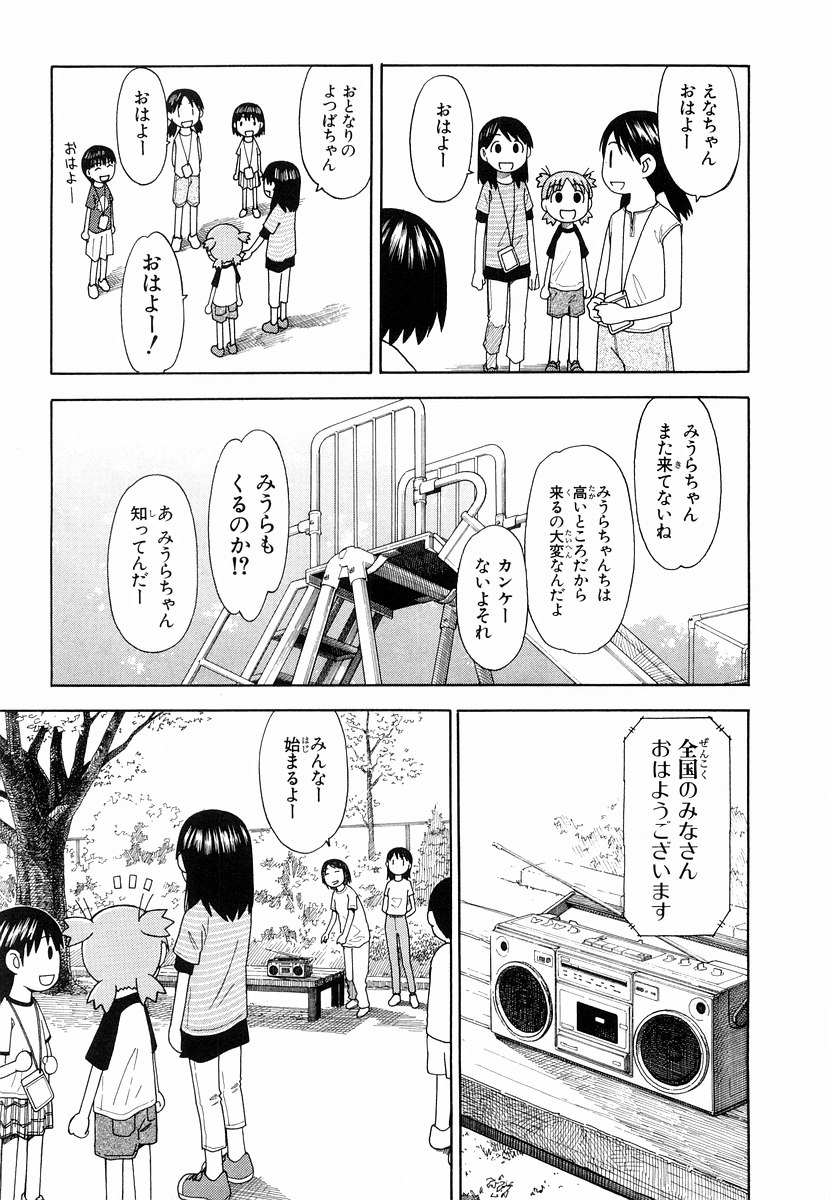 えなちゃん
おはよー
おはよー
おとなりの
よつばちゃん
おはよー
おはよー
おはよー!
みうらちゃん
まだ来てないね
みうらちゃんちは
高いところだから
来るの大変なんだよ
カンケー
ないよそれ
みうらも
くるのか!?
あ みうらちゃん
知ってんだー
全国のみなさん
おはようございます
みんなー
始まるよー